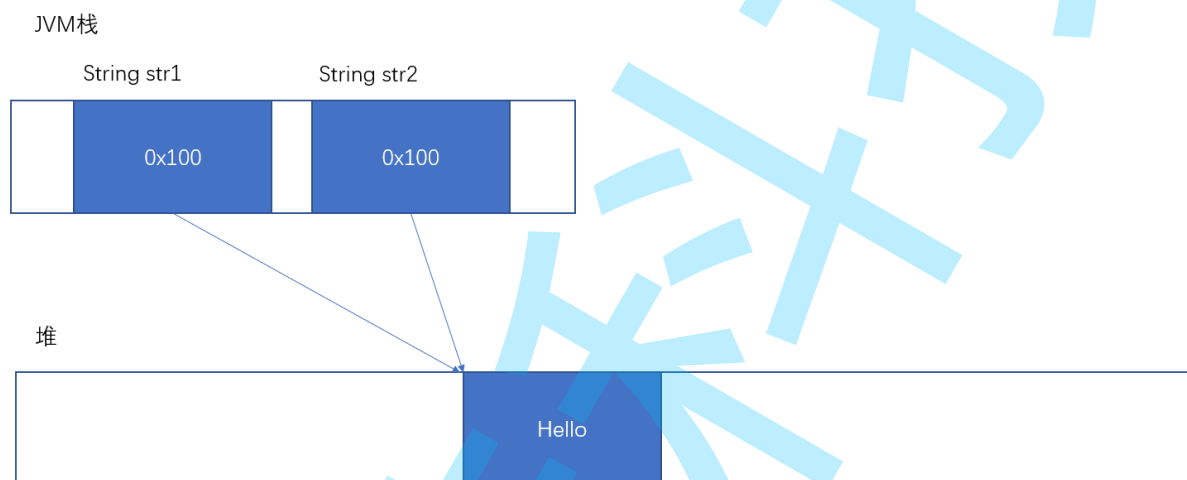 JVM栈
String str1
String str2
0x100
0x100
堆
Hello